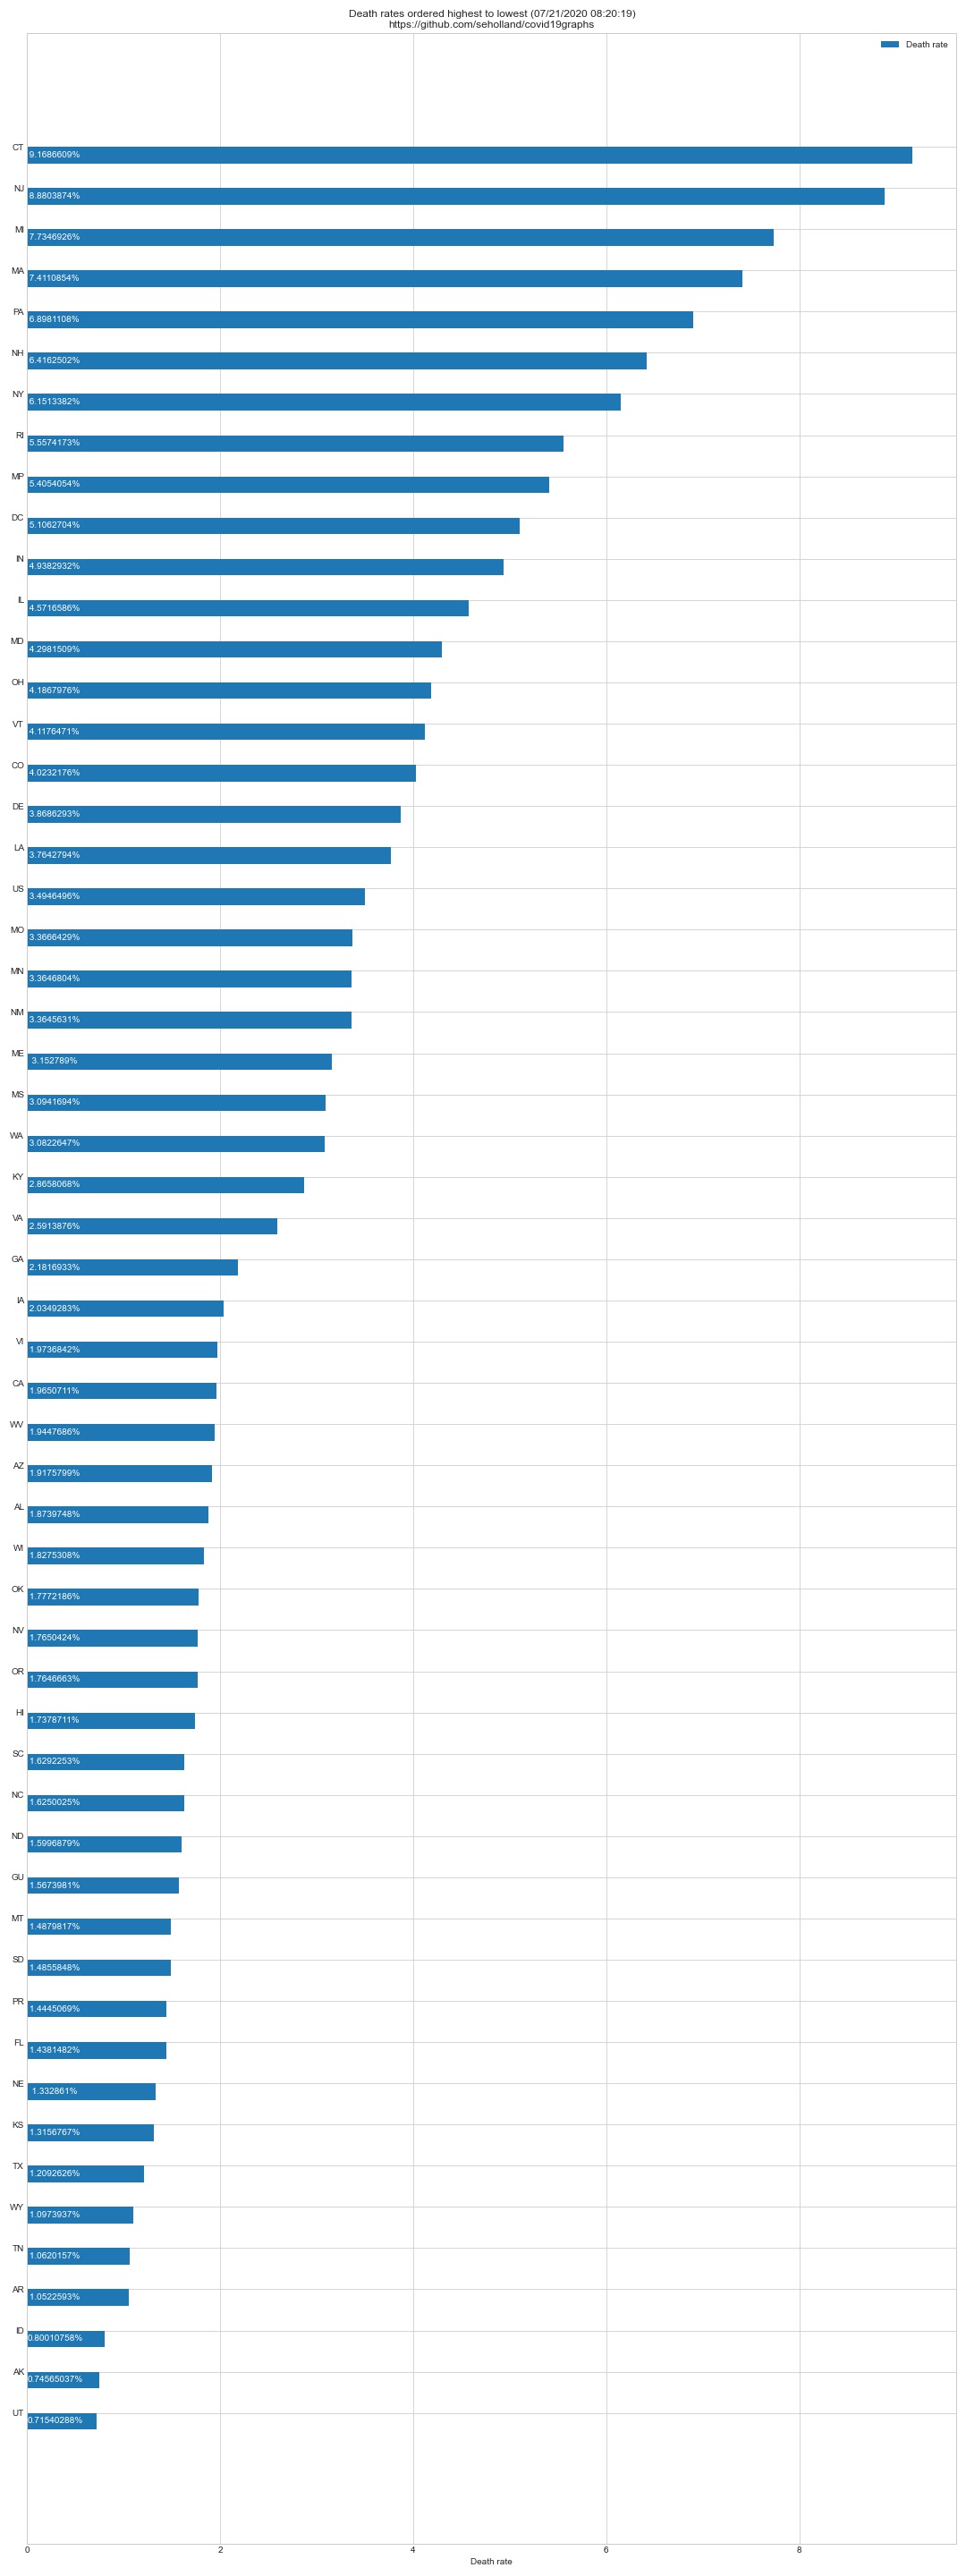 Death rates ordered highest to lowest (07/21/2020 08:20:19)
https://github.com/seholland/covid19graphs
Death rate
CT 9.1686609%
NJ 8.8803874%
MI 7.7346926%
MA 7.4110854%
PA 6.8981108%
NH 6.4162502%
NY 6.1513382%
RI 5.5574173%
MP 5.4054054%
DC 5.1062704%
IN 4.9382932%
IL 4.5716586%
MD 4.2981509%
OH 4.1867976%
VT 4.1176471%
CO 4.0232176%
DE 3.8686293%
LA 3.7642794%
US 3.4946496%
MO 3.3666429%
MN 3.3646804%
NM 3.3645631%
ME 3.152789%
MS 3.0941694%
WA 3.0822647%
KY 2.8658068%
VA 2.5913876%
GA 2.1816933%
IA 2.0349283%
VI 1.9736842%
CA 1.9650711%
WV 1.9447686%
AZ 1.9175799%
AL 1.8739748%
WI 1.8275308%
OK 1.7772186%
NV 1.7650424%
OR 1.7646663%
HI 1.7378711%
SC 1.6292253%
NC 1.6250025%
ND 1.5996879%
GU 1.5673981%
MT 1.4879817%
SD 1.4855848%
PR 1.4445069%
FL 1.4381482%
NE 1.332861%
KS 1.3156767%
TX 1.2092626%
WY 1.0973937%
TN 1.0620157%
AR 1.0522593%
ID 0.80010758%
AK 0.74565037%
UT 0.71540288%
0 2 4 6 8
Death rate